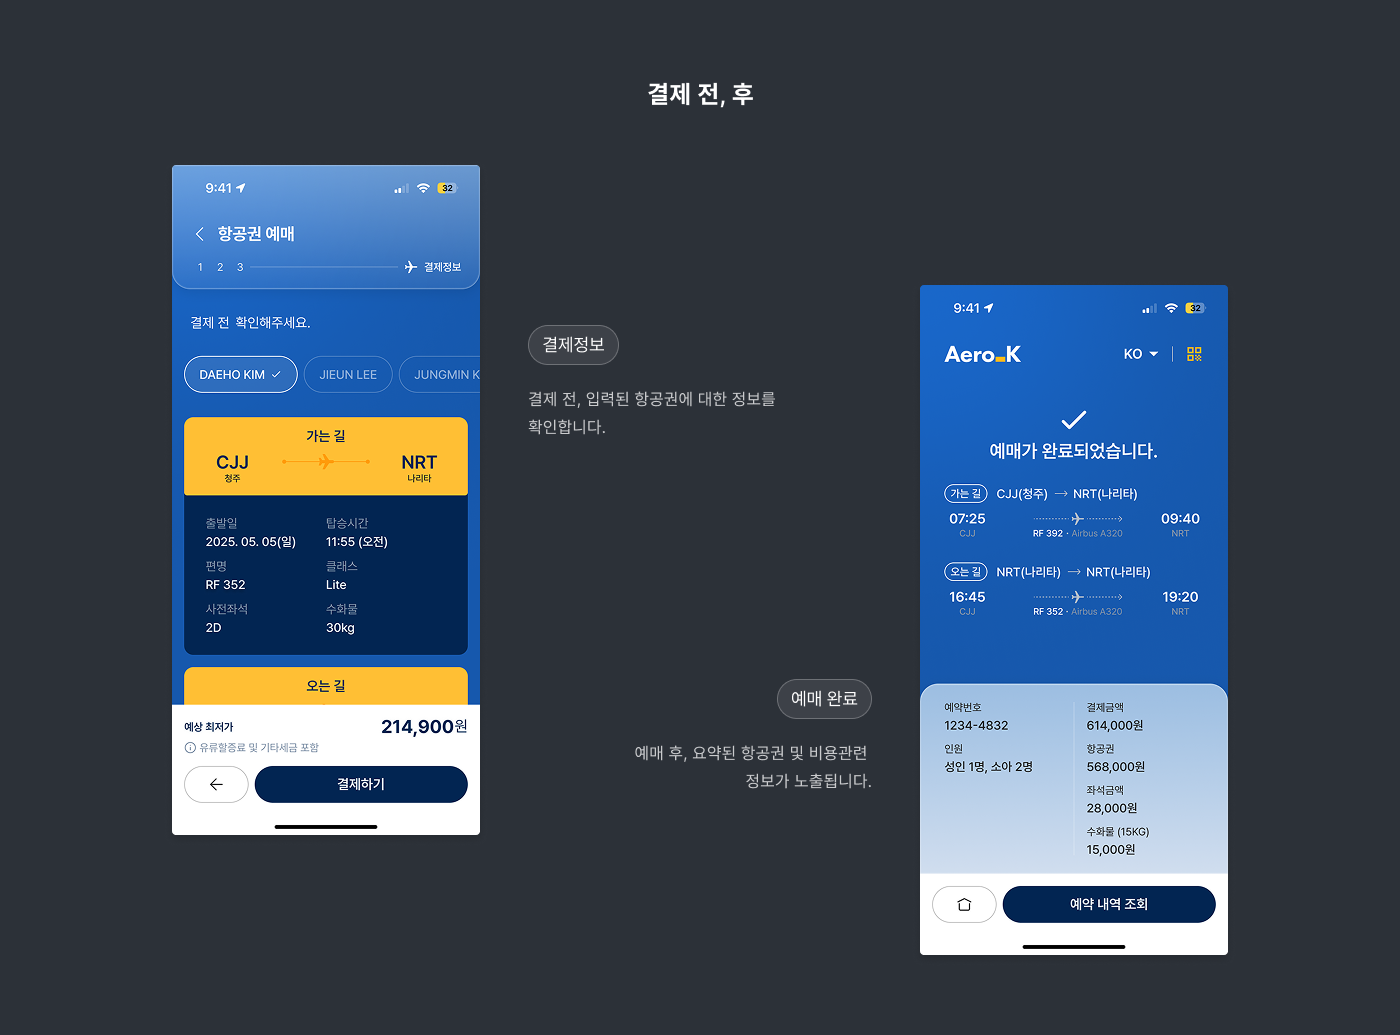 결제 전, 후
9:41
32
항공권 예매
1 2 3 결제정보
결제 전 확인해주세요.
DAEHO KIM JIEUN LEE JUNGMIN K
가는 길
CJJ NRT
청주 나리타
출발일 탑승시간
2025. 05. 05(일) 11:55 (오전)
편명 클래스
RF 352 Lite
사전좌석 수화물
2D 30kg
오는 길
예상 최저가 214,900원
유류할증료 및 기타세금 포함
결제하기
결제정보
결제 전, 입력된 항공권에 대한 정보를
확인합니다.
예매 완료
예매 후, 요약된 항공권 및 비용관련
정보가 노출됩니다.
9:41
32
Aero_K KO
예매가 완료되었습니다.
가는 길 CJJ(청주) → NRT(나리타)
07:25 09:40
CJJ RF 392 · Airbus A320 NRT
오는 길 NRT(나리타) → NRT(나리타)
16:45 19:20
CJJ RF 352 · Airbus A320 NRT
예약번호
1234-4832
인원
성인 1명, 소아 2명
결제금액
614,000원
항공권
568,000원
좌석금액
28,000원
수화물 (15KG)
15,000원
예약 내역 조회